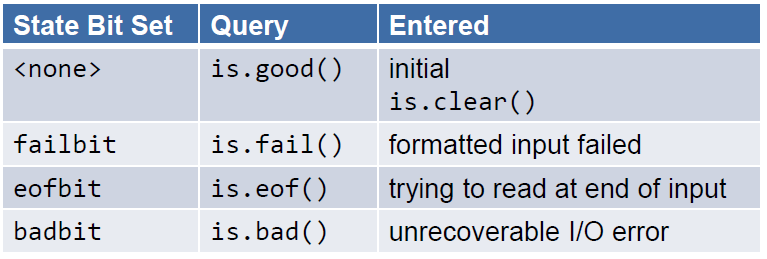 State Bit Set Query Entered
<none> is.good() initial
is.clear()
failbit is.fail() formatted input failed
eofbit is.eof() trying to read at end of input
badbit is.bad() unrecoverable I/O error